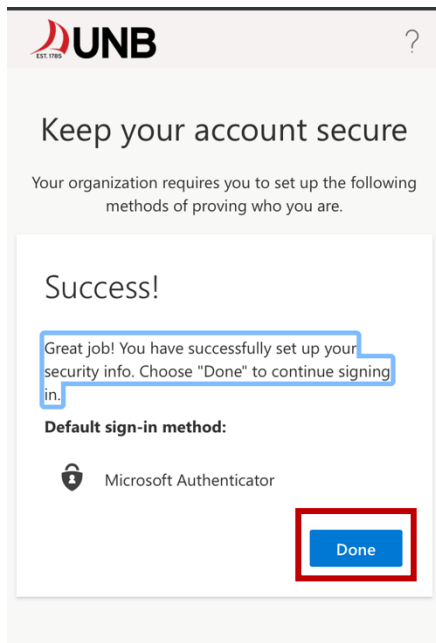 UNB
EST. 1785
?
Keep your account secure
Your organization requires you to set up the following
methods of proving who you are.
Success!
Great job! You have successfully set up your
security info. Choose "Done" to continue signing
in.
Default sign-in method:
Microsoft Authenticator
Done